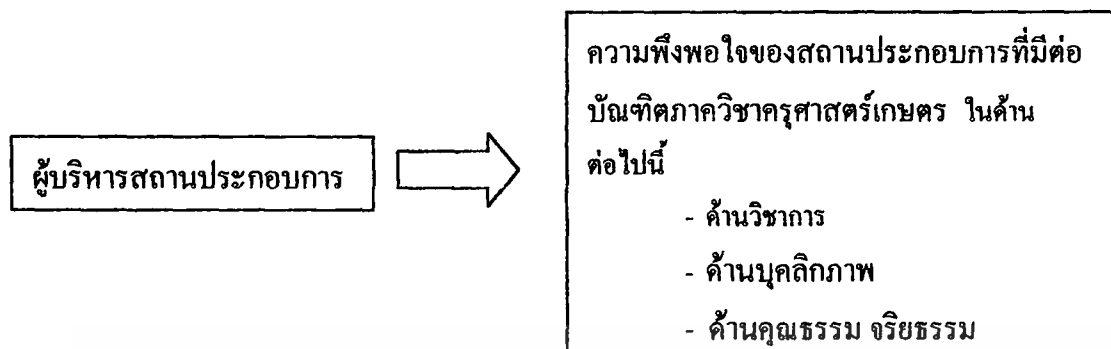 ผู้บริหารสถานประกอบการ
ความพึงพอใจของสถานประกอบการที่มีต่อ
บัณฑิตภาควิชาครุศาสตร์เกษตร ในด้าน
ต่อไปนี้
- ด้านวิชาการ
- ด้านบุคลิกภาพ
- ด้านคุณธรรม จริยธรรม